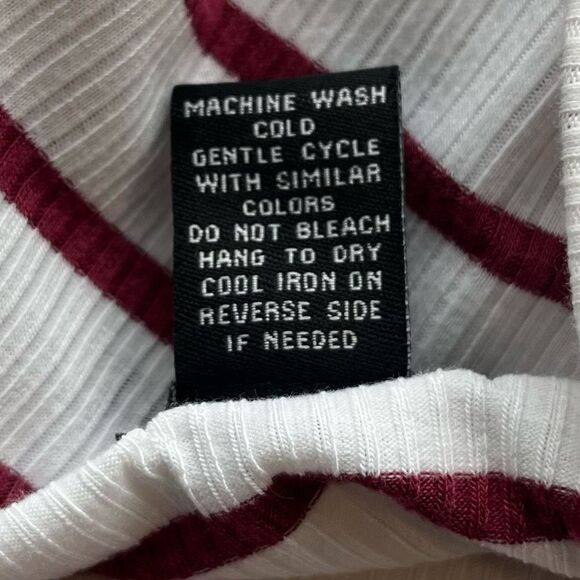 MACHINE WASH
COLD
GENTLE CYCLE
WITH SIMILAR
COLORS
DO NOT BLEACH
HANG TO DRY
COOL IRON ON
REVERSE SIDE
IF NEEDED